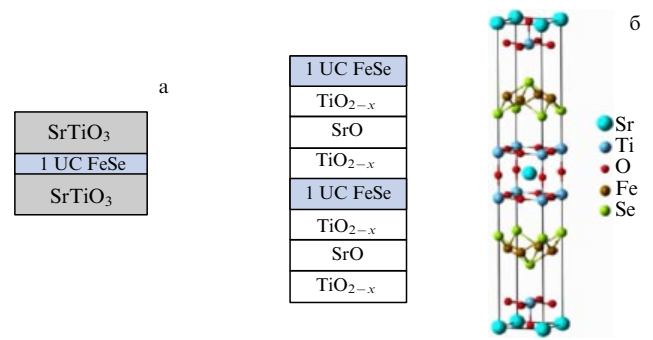 а
SrTiO₃
1 UC FeSe
SrTiO₃
1 UC FeSe
TiO₂₋ₓ
SrO
TiO₂₋ₓ
1 UC FeSe
TiO₂₋ₓ
SrO
TiO₂₋ₓ
б
Sr
Ti
O
Fe
Se